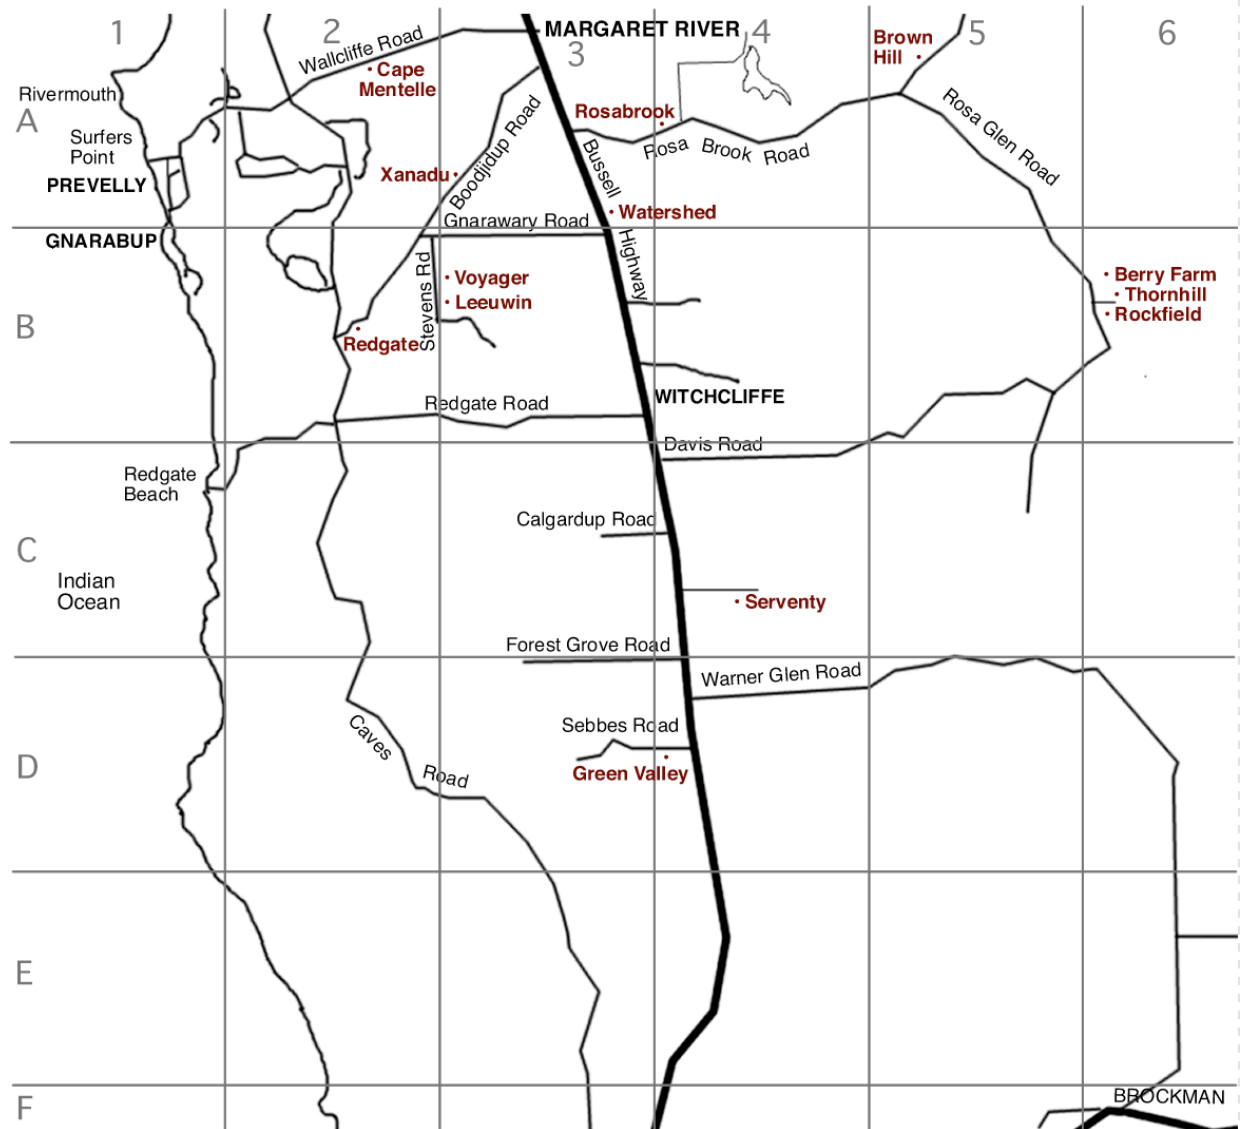 1
2
3
4
5
6
MARGARET RIVER
Brown
Hill
Wallcliffe Road
Cape
Mentelle
Rivermouth
A
Rosabrook
Rosa Brook Road
Rosa Glen Road
Surfers
Point
PREVELLY
Xanadu
Boodjidup Road
Bussell
Highway
Watershed
Gnarawary Road
GNARABUP
Stevens Rd
Voyager
Leeuwin
Berry Farm
Thornhill
Rockfield
B
Redgate
WITCHCLIFFE
Redgate Road
Davis Road
Redgate
Beach
Calgardup Road
C
Indian
Ocean
Serventy
Forest Grove Road
Warner Glen Road
Caves Road
Sebbes Road
D
Green Valley
E
F
BROCKMAN